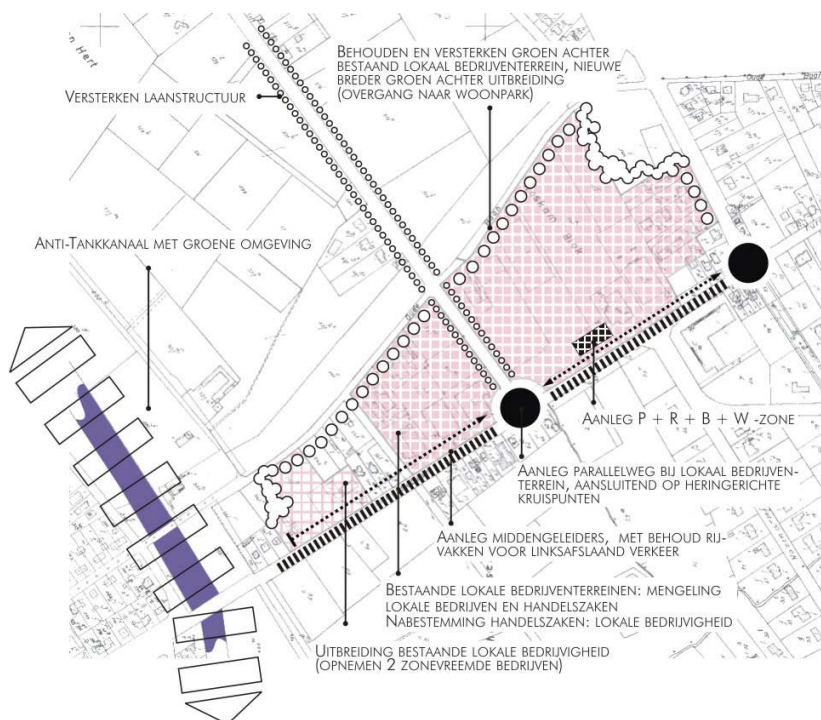 Behouden en versterken groen achter
bestaand lokaal bedrijventerrein, nieuwe
breder groen achter uitbreiding
(overgang naar woonpark)
Versterken laanstructuur
Anti-Tankkanaal met groene omgeving
Aanleg P + R + B + W -zone
Aanleg parallelweg bij lokaal bedrijven-
terrein, aansluitend op heringerichte
kruispunten
Aanleg middengeleiders, met behoud rij-
vakken voor linksafslaand verkeer
Bestaande lokale bedrijventerreinen: mengeling
lokale bedrijven en handelszaken
Nabestemming handelszaken: lokale bedrijvigheid
Uitbreiding bestaande lokale bedrijvigheid
(opnemen 2 zonevreemde bedrijven)